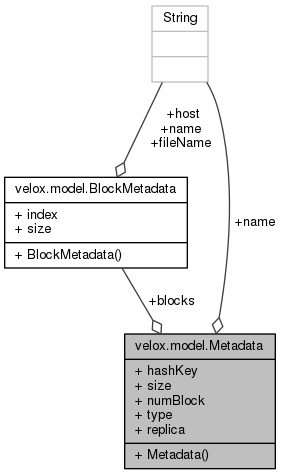 String
+host
+name
+fileName
velox.model.BlockMetadata
+ index
+ size
+ BlockMetadata()
+name
+blocks
velox.model.Metadata
+ hashKey
+ size
+ numBlock
+ type
+ replica
+ Metadata()